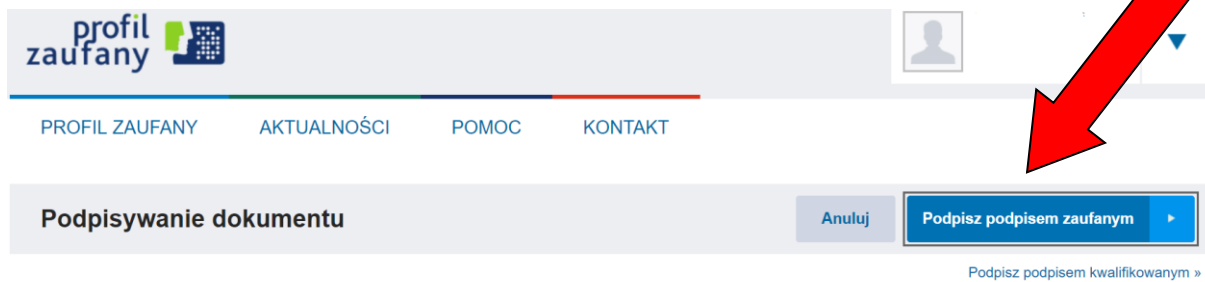 profil
zaufany
PROFIL ZAUFANY AKTUALNOŚCI POMOC KONTAKT
Podpisywanie dokumentu Anuluj Podpisz podpisem zaufanym
Podpisz podpisem kwalifikowanym »